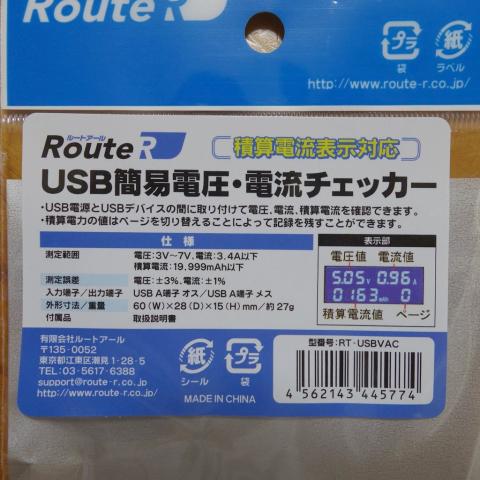 Route R
プラ
袋
紙
ラベル
http://www.route-r.co.jp/
ルートアール
Route R
積算電流表示対応
USB簡易電圧・電流チェッカー
・USB電源とUSBデバイスの間に取り付けて電圧、電流、積算電流を確認できます。
・積算電力の値はページを切り替えることによって記録を残すことができます。
仕様
測定範囲 電圧:3V～7V、電流:3.4A以下
積算電流:19,999mAh以下
測定誤差 電圧:±3%、電流:±1%
入力端子／出力端子 USB A端子 オス／USB A端子 メス
外形寸法／重量 60(W)×28(D)×15(H)mm／約27g
付属品 取扱説明書
表示部
電圧値 電流値
5.05V 0.96A
0163mh 0
積算電流値 ページ
有限会社ルートアール
〒135-0052
東京都江東区潮見1-28-5
TEL:03-5617-6388
support@route-r.co.jp
http://www.route-r.co.jp/
紙
シール
プラ
袋
MADE IN CHINA
型番号:RT-USBVAC
4 562143 445774